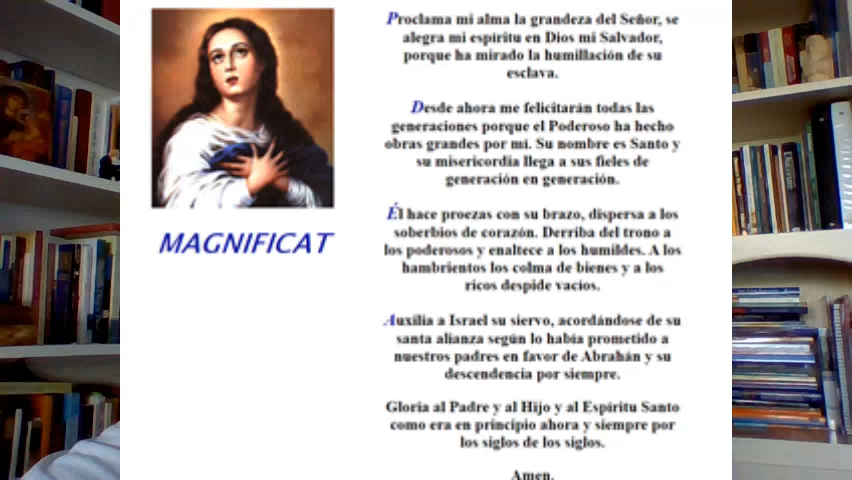 MAGNIFICAT
Proclama mi alma la grandeza del Señor, se
alegra mi espíritu en Dios mi Salvador,
porque ha mirado la humillación de su
esclava.
Desde ahora me felicitarán todas las
generaciones porque el Poderoso ha hecho
obras grandes por mí. Su nombre es Santo y
su misericordia llega a sus fieles de
generación en generación.
Él hace proezas con su brazo, dispersa a los
soberbios de corazón. Derriba del trono a
los poderosos y enaltece a los humildes. A los
hambrientos los colma de bienes y a los
ricos despide vacíos.
Auxilia a Israel su siervo, acordándose de su
santa alianza según lo había prometido a
nuestros padres en favor de Abrahán y su
descendencia por siempre.
Gloria al Padre y al Hijo y al Espíritu Santo
como era en principio ahora y siempre por
los siglos de los siglos.
Amen.